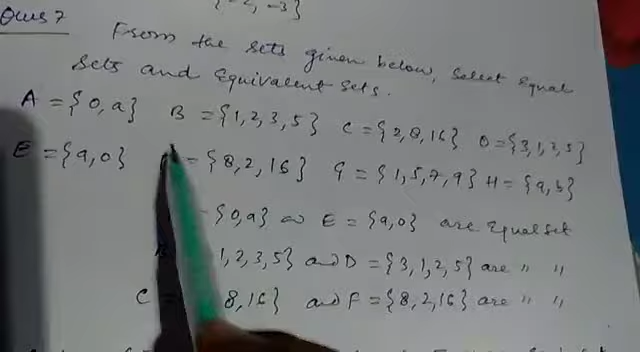 {-2, -3}
Ques 7 From the sets given below, select Equal
sets and Equivalent sets.
A = {0, a} B = {1, 2, 3, 5} C = {2, 8, 16} D = {3, 1, 2, 5}
E = {a, 0} = {8, 2, 16} G = {1, 5, 7, 9} H = {a, b}
= {0, a} E = {a, 0} are Equal set
1, 2, 3, 5} and D = {3, 1, 2, 5} are " "
C = 8, 16} and F = {8, 2, 16} are " "